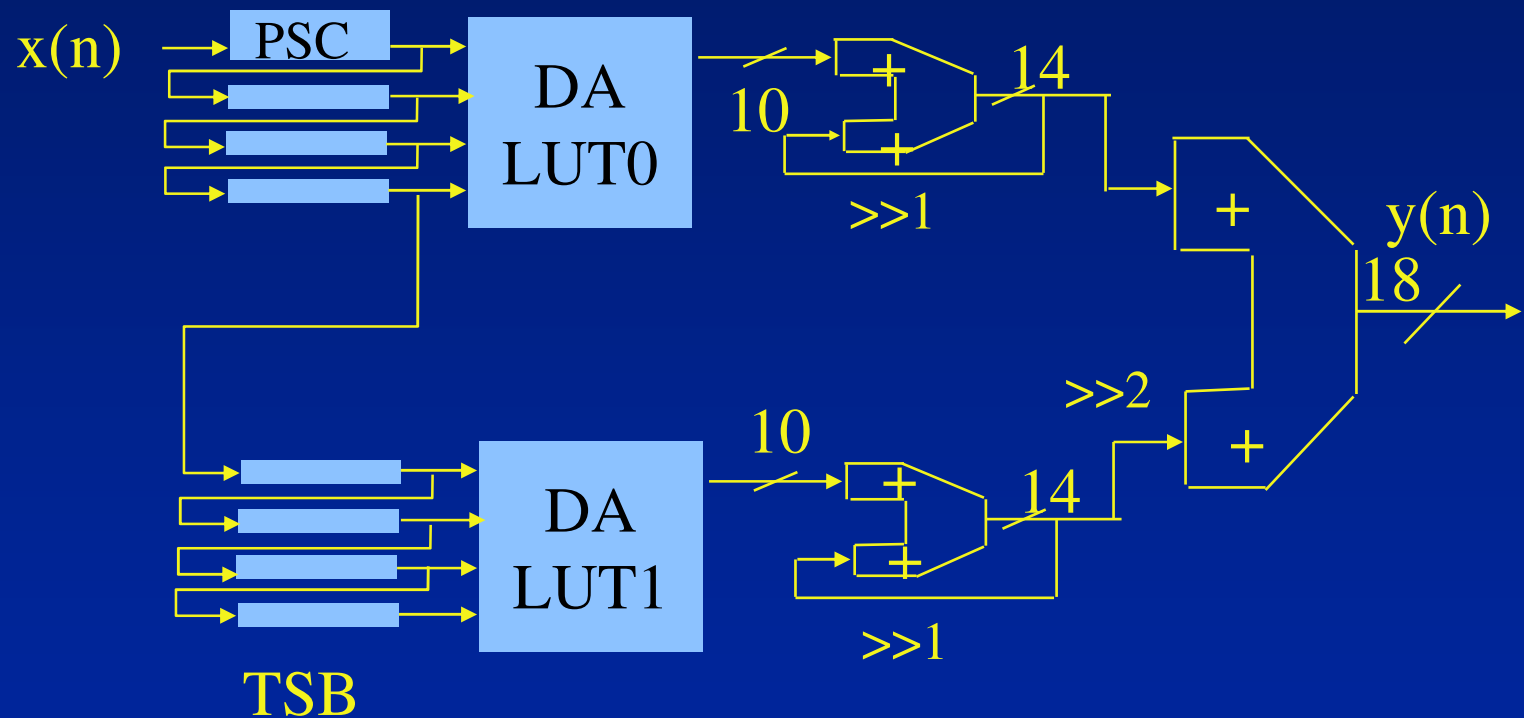 x(n)
PSC
DA
LUT0
10
+
+
14
>>1
+
y(n)
18
>>2
+
DA
LUT1
10
+
+
14
>>1
TSB